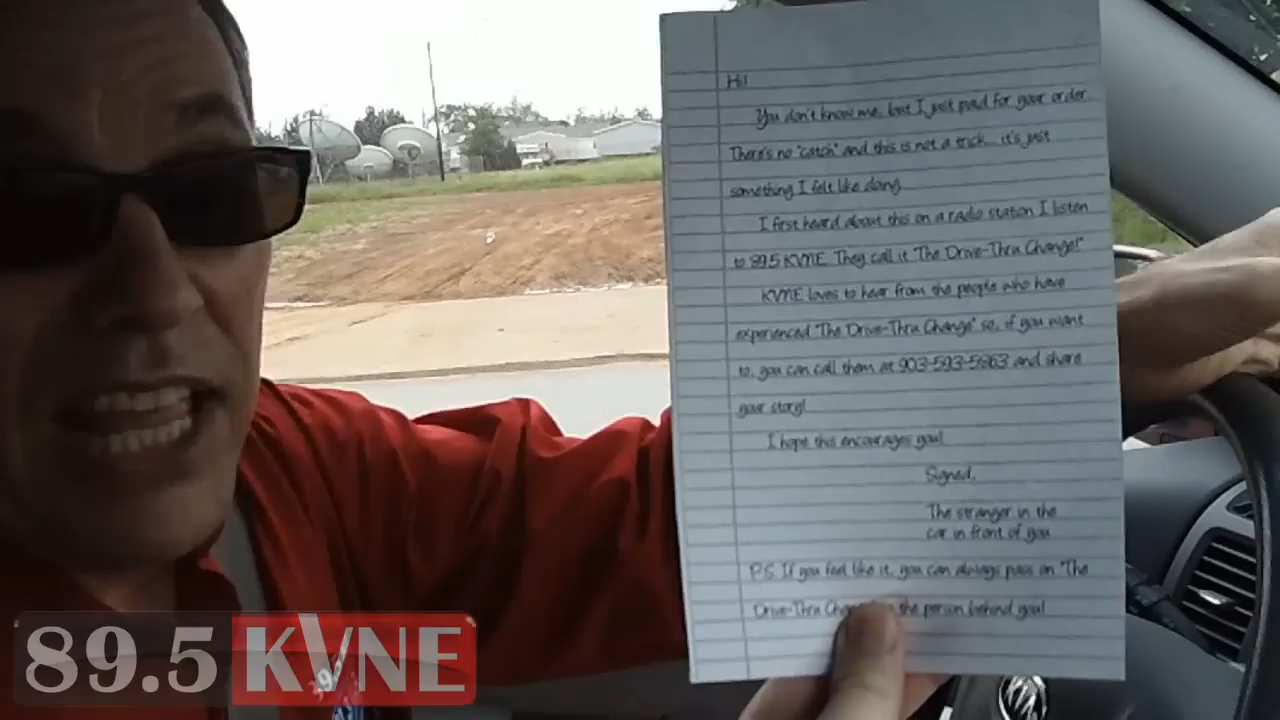 Hi!
You don't know me, but I just paid for your order.
There's no "catch" and this is not a trick... it's just
something I felt like doing.
I first heard about this on a radio station I listen
to 89.5 KVNE. They call it "The Drive-Thru Change!"
KVNE loves to hear from the people who have
experienced "The Drive-Thru Change" so, if you want
to, you can call them at 903-593-5863 and share
your story!
I hope this encourages you!
Signed,
The stranger in the
car in front of you
P.S. If you feel like it, you can always pass on "The
Drive-Thru the person behind you!
89.5 KVNE